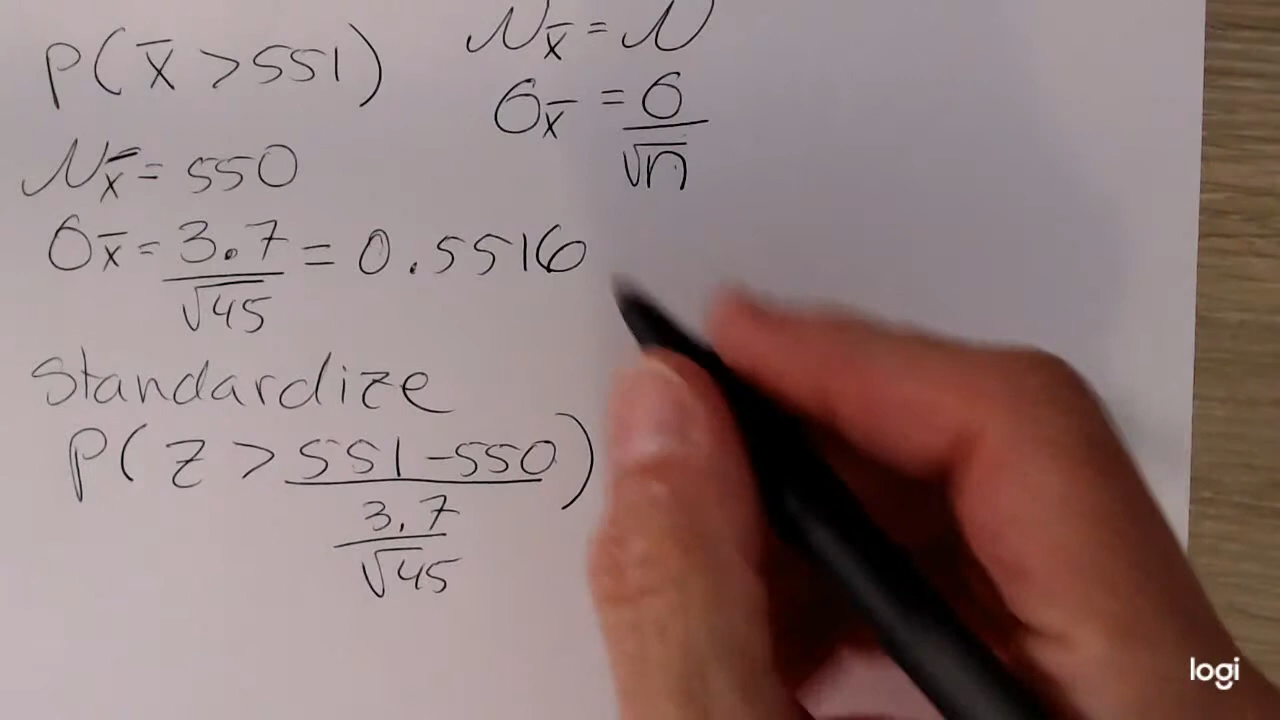 P(x̄ > 551)
μx̄ = μ
σx̄ = σ/√n
μx̄ = 550
σx̄ = 3.7/√45 = 0.5516
Standardize
P(z > (551-550)/(3.7/√45))
logi